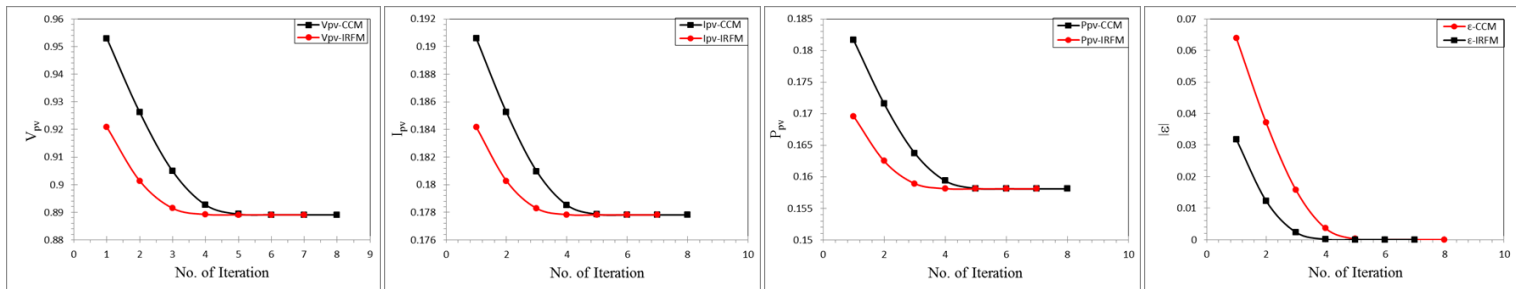 0.96
0.95
0.94
0.93
0.92
0.91
0.9
0.89
0.88
V_pv
0 1 2 3 4 5 6 7 8 9
No. of Iteration
Vpv-CCM
Vpv-IRFM
0.192
0.19
0.188
0.186
0.184
0.182
0.18
0.178
0.176
I_pv
0 2 4 6 8 10
No. of Iteration
Ipv-CCM
Ipv-IRFM
0.185
0.18
0.175
0.17
0.165
0.16
0.155
0.15
P_pv
0 2 4 6 8 10
No. of Iteration
Ppv-CCM
Ppv-IRFM
0.07
0.06
0.05
0.04
0.03
0.02
0.01
0
|ε|
0 2 4 6 8 10
No. of Iteration
ε-CCM
ε-IRFM